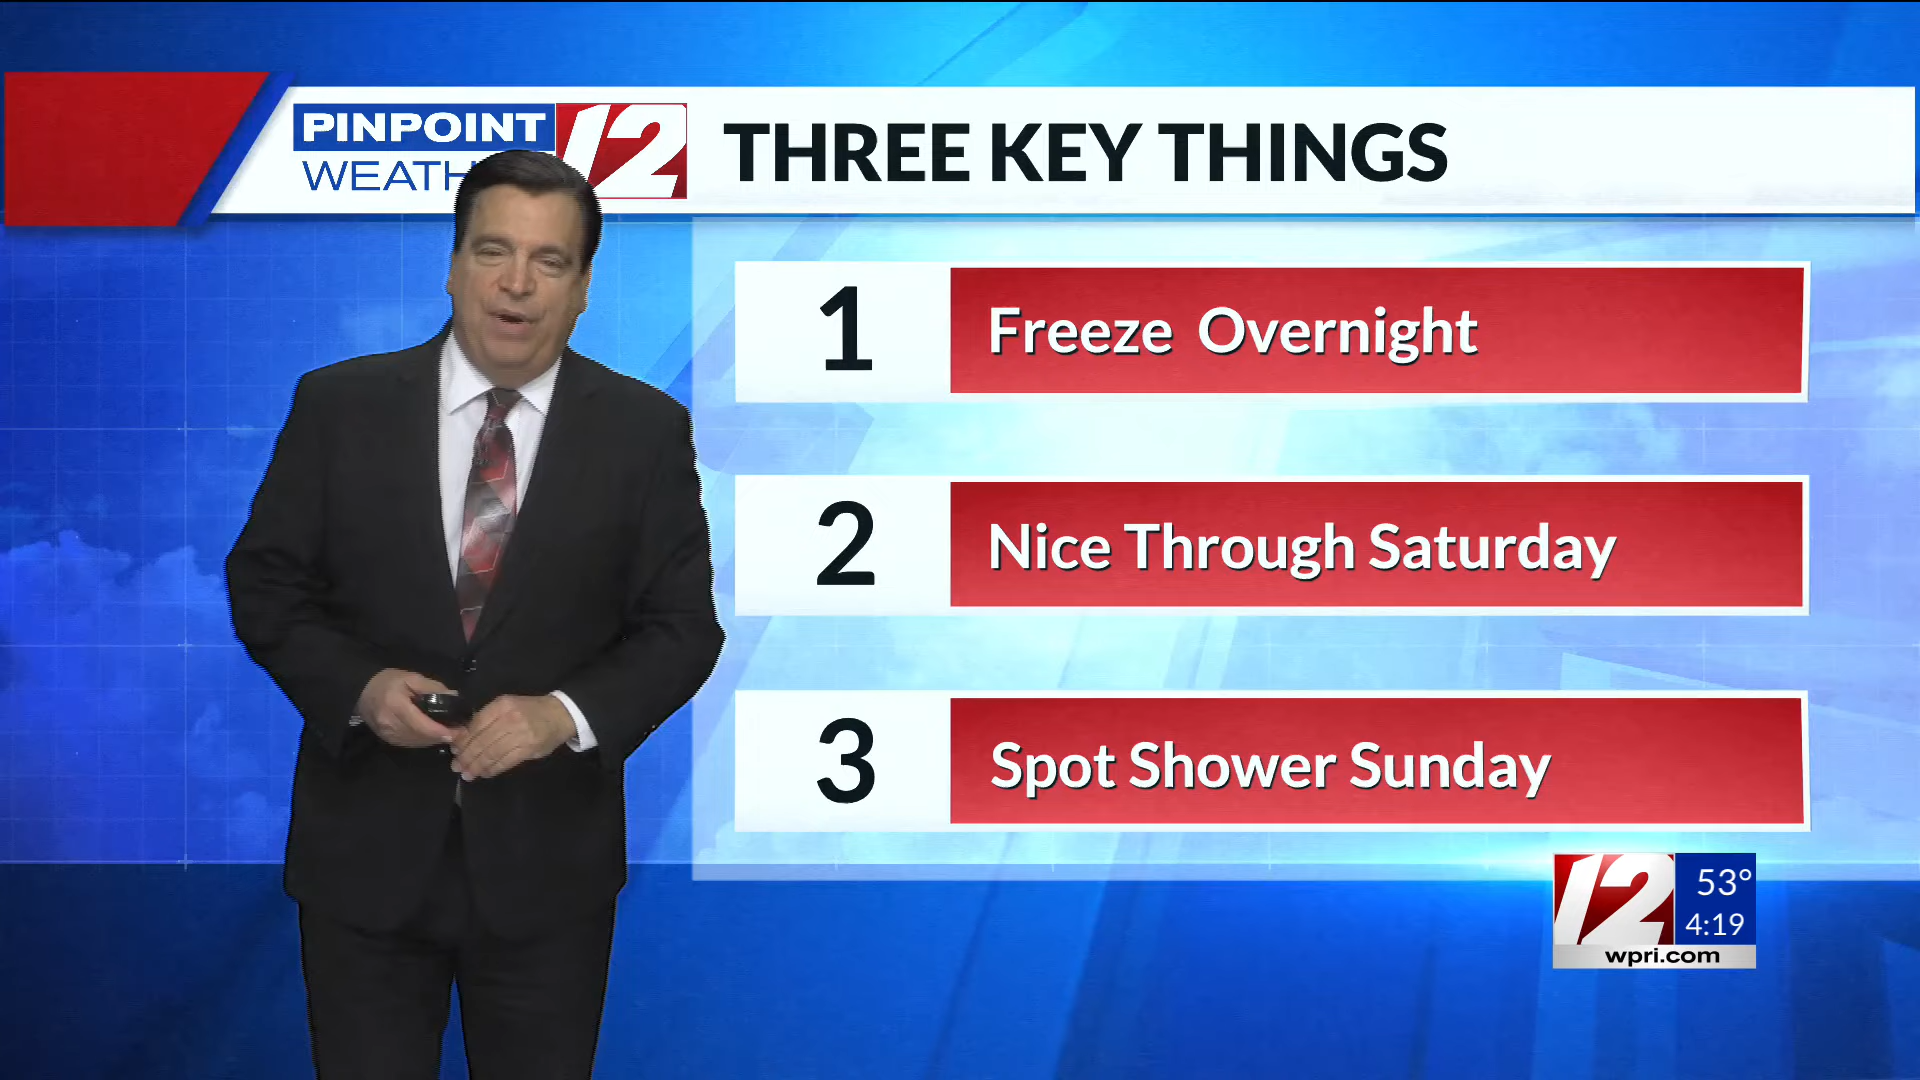 PINPOINT
WEATH
12
THREE KEY THINGS
1
Freeze Overnight
2
Nice Through Saturday
3
Spot Shower Sunday
12
53°
4:19
wpri.com